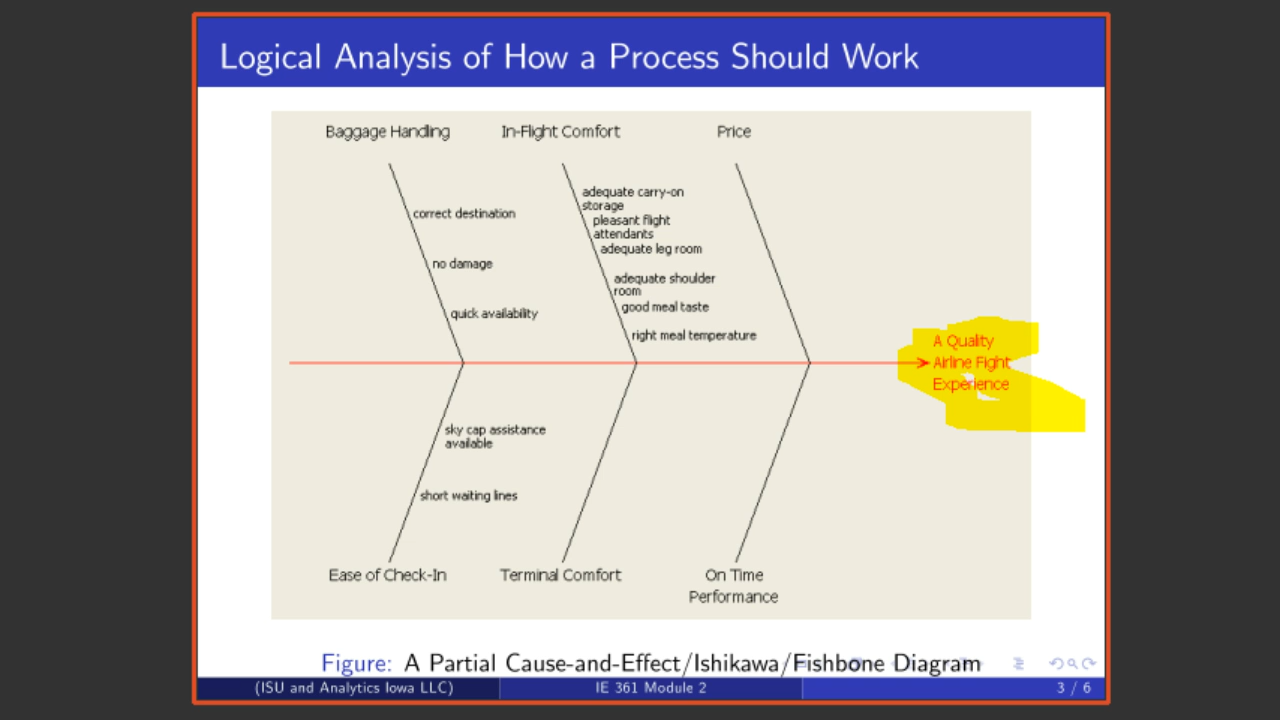 Logical Analysis of How a Process Should Work
Baggage Handling
In-Flight Comfort
Price
correct destination
no damage
quick availability
adequate carry-on
storage
pleasant flight
attendants
adequate leg room
adequate shoulder
room
good meal taste
right meal temperature
A Quality
Airline Fight
Experience
sky cap assistance
available
short waiting lines
Ease of Check-In
Terminal Comfort
On Time
Performance
Figure: A Partial Cause-and-Effect/Ishikawa/Fishbone Diagram
(ISU and Analytics Iowa LLC)
IE 361 Module 2
3 / 6